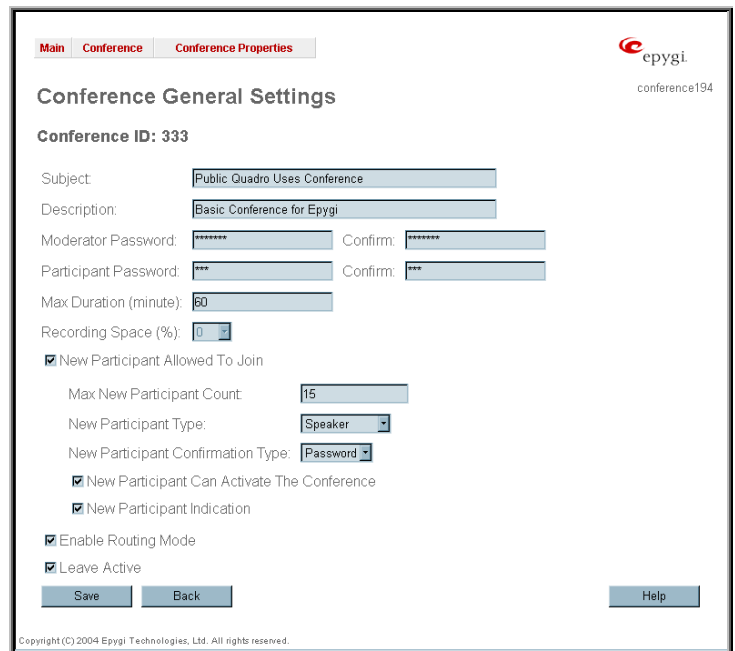 Main Conference Conference Properties
epygi
conference194
Conference General Settings
Conference ID: 333
Subject: Public Quadro Uses Conference
Description: Basic Conference for Epygi
Moderator Password: ******* Confirm: *******
Participant Password: *** Confirm: ***
Max Duration (minute): 60
Recording Space (%): 0
New Participant Allowed To Join
Max New Participant Count: 15
New Participant Type: Speaker
New Participant Confirmation Type: Password
New Participant Can Activate The Conference
New Participant Indication
Enable Routing Mode
Leave Active
Save Back Help
Copyright (C) 2004 Epygi Technologies, Ltd. All rights reserved.